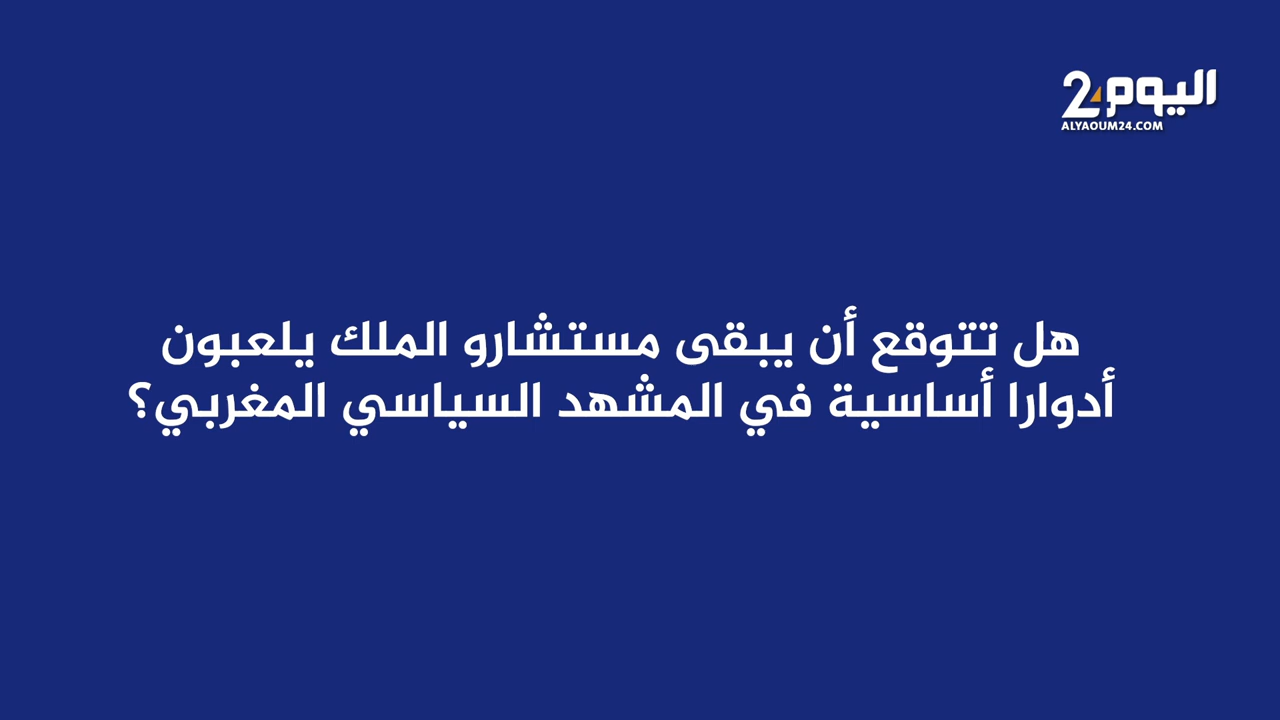 اليوم24
ALYAOUM24.COM
هل تتوقع أن يبقى مستشارو الملك يلعبون
أدوارا أساسية في المشهد السياسي المغربي؟